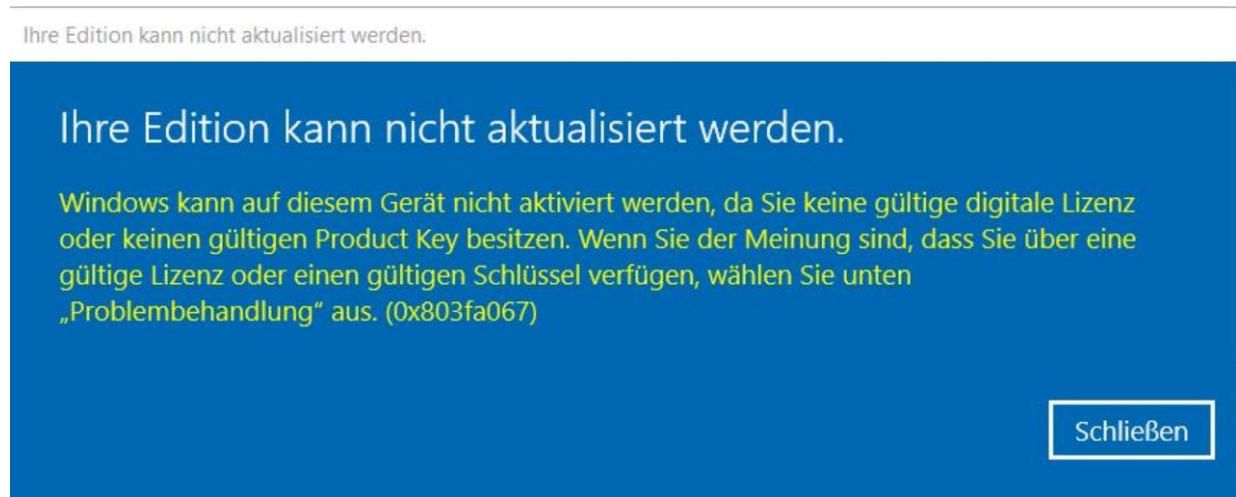 Ihre Edition kann nicht aktualisiert werden.
Ihre Edition kann nicht aktualisiert werden.
Windows kann auf diesem Gerät nicht aktiviert werden, da Sie keine gültige digitale Lizenz
oder keinen gültigen Product Key besitzen. Wenn Sie der Meinung sind, dass Sie über eine
gültige Lizenz oder einen gültigen Schlüssel verfügen, wählen Sie unten
„Problembehandlung“ aus. (0x803fa067)
Schließen